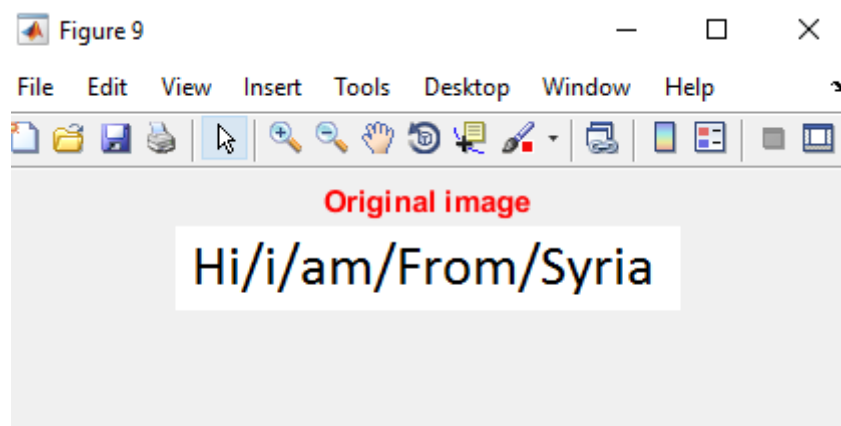 Figure 9
File Edit View Insert Tools Desktop Window Help
Original image
Hi/i/am/From/Syria